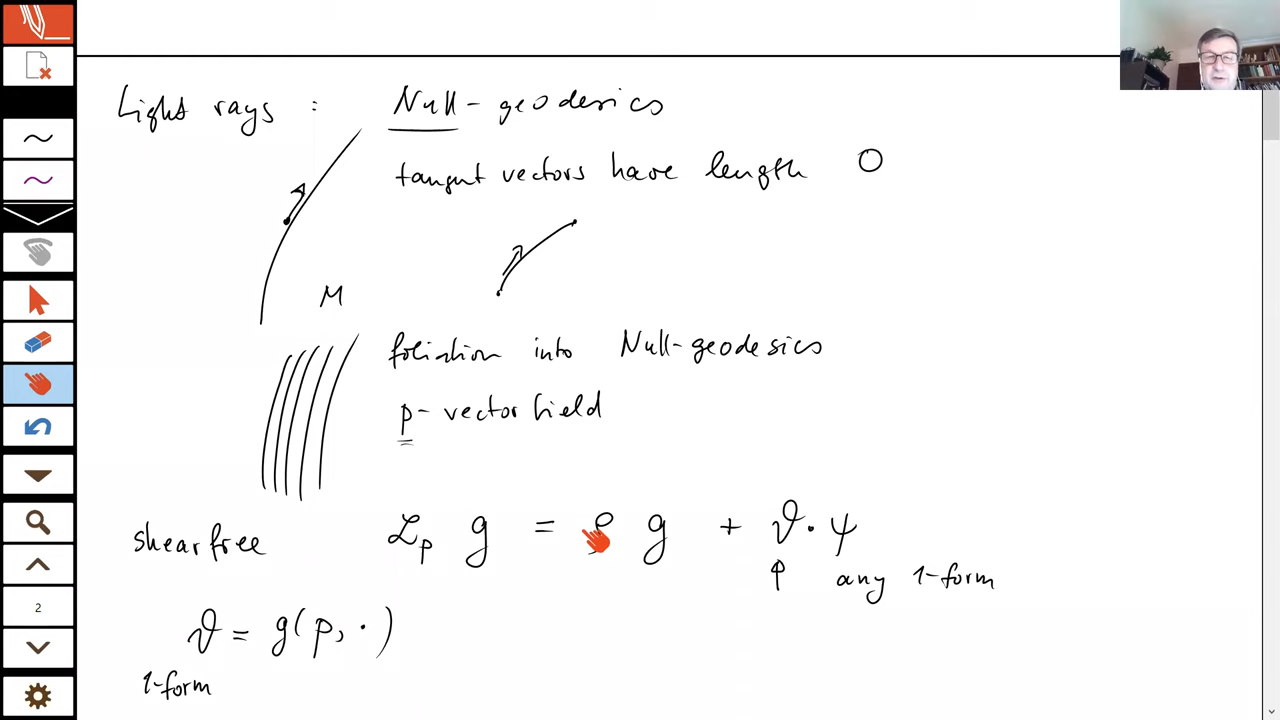 Light rays : Null-geodesics
tangent vectors have length 0
M
foliation into Null-geodesics
p - vector field
shearfree ℒ_p g = ρ g + ϑ · ψ
↑ any 1-form
ϑ = g(p, ·)
1-form
2